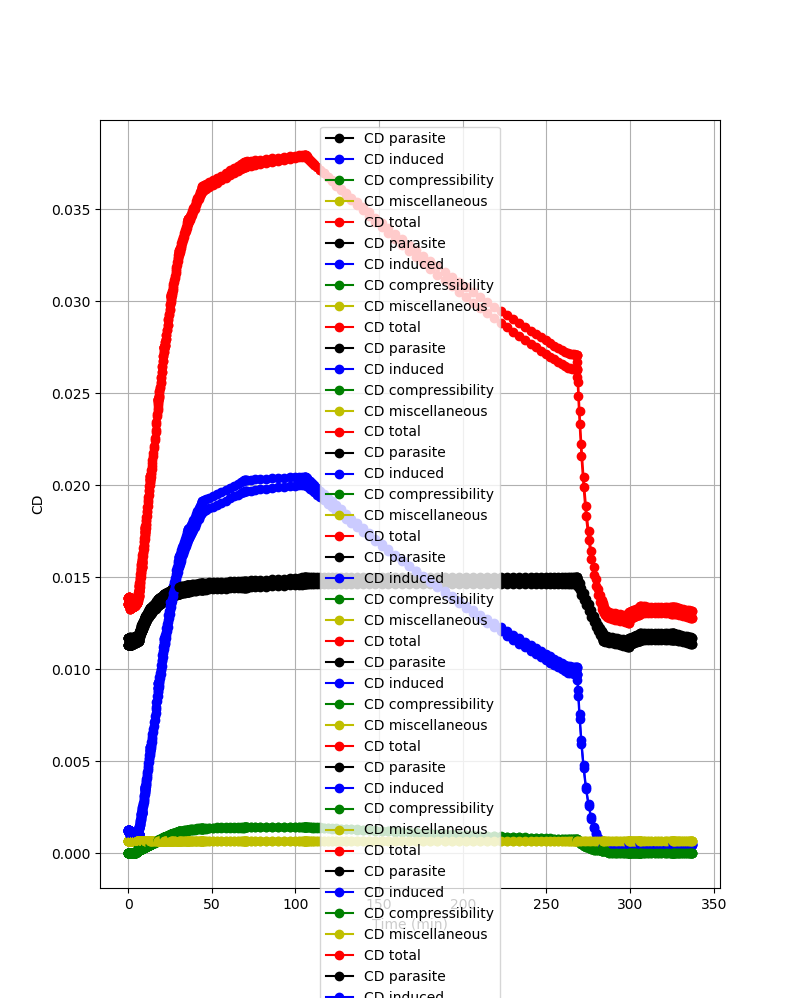 CD
0.035
0.030
0.025
0.020
0.015
0.010
0.005
0.000
0
50
100
150
200
250
300
350
Time (min)
CD parasite
CD induced
CD compressibility
CD miscellaneous
CD total
CD parasite
CD induced
CD compressibility
CD miscellaneous
CD total
CD parasite
CD induced
CD compressibility
CD miscellaneous
CD total
CD parasite
CD induced
CD compressibility
CD miscellaneous
CD total
CD parasite
CD induced
CD compressibility
CD miscellaneous
CD total
CD parasite
CD induced
CD compressibility
CD miscellaneous
CD total
CD parasite
CD induced
CD compressibility
CD miscellaneous
CD total
CD parasite
CD induced
CD compressibility
CD miscellaneous
CD total
CD parasite
CD induced